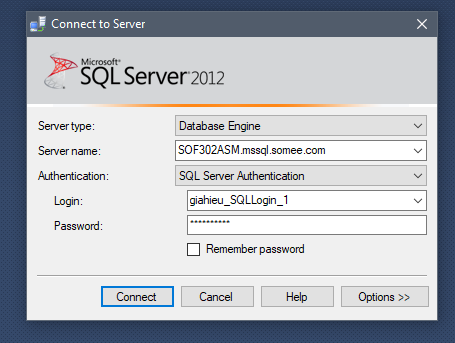 Connect to Server
Microsoft®
SQL Server® 2012
Server type: Database Engine
Server name: SOF302ASM.mssql.somee.com
Authentication: SQL Server Authentication
Login: giahieu_SQLLogin_1
Password: **********
Remember password
Connect Cancel Help Options >>